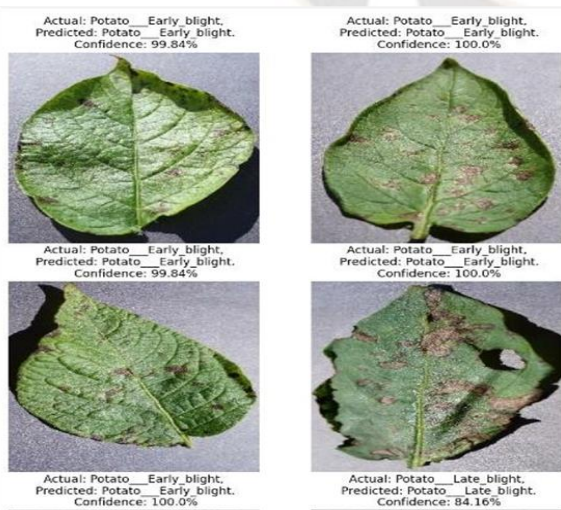 Actual: Potato___Early_blight,
Predicted: Potato___Early_blight.
Confidence: 99.84%
Actual: Potato___Early_blight,
Predicted: Potato___Early_blight.
Confidence: 100.0%
Actual: Potato___Early_blight,
Predicted: Potato___Early_blight.
Confidence: 99.84%
Actual: Potato___Early_blight,
Predicted: Potato___Early_blight.
Confidence: 100.0%
Actual: Potato___Early_blight,
Predicted: Potato___Early_blight.
Confidence: 100.0%
Actual: Potato___Late_blight,
Predicted: Potato___Late_blight.
Confidence: 84.16%